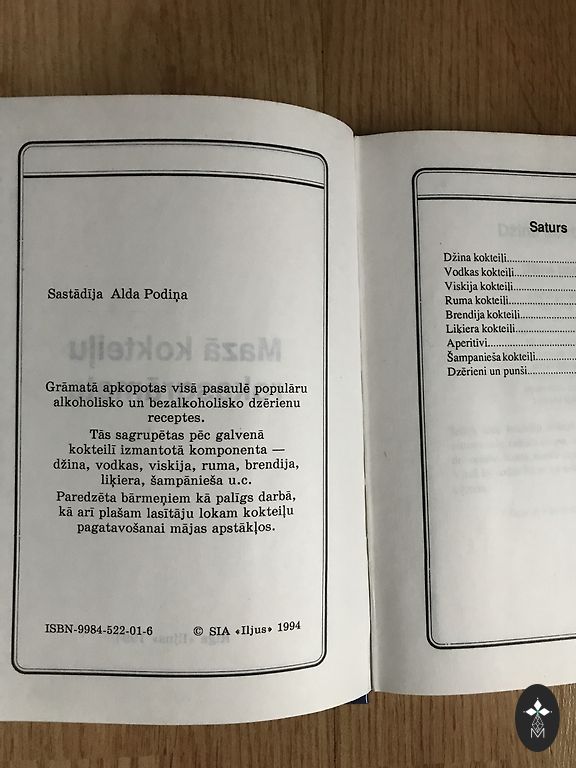 Sastādīja Alda Podiņa
Grāmatā apkopotas visā pasaulē populāru
alkoholisko un bezalkoholisko dzērienu
receptes.
Tās sagrupētas pēc galvenā
kokteilī izmantotā komponenta —
džina, vodkas, viskija, ruma, brendija,
liķiera, šampānieša u.c.
Paredzēta bārmeņiem kā palīgs darbā,
kā arī plašam lasītāju lokam kokteiļu
pagatavošanai mājas apstākļos.
ISBN-9984-522-01-6 © SIA «Iljus» 1994
Saturs
Džina kokteiļi
Vodkas kokteiļi
Viskija kokteiļi
Ruma kokteiļi
Brendija kokteiļi
Liķiera kokteiļi
Aperitīvi
Šampanieša kokteiļi
Dzērieni un punši
M